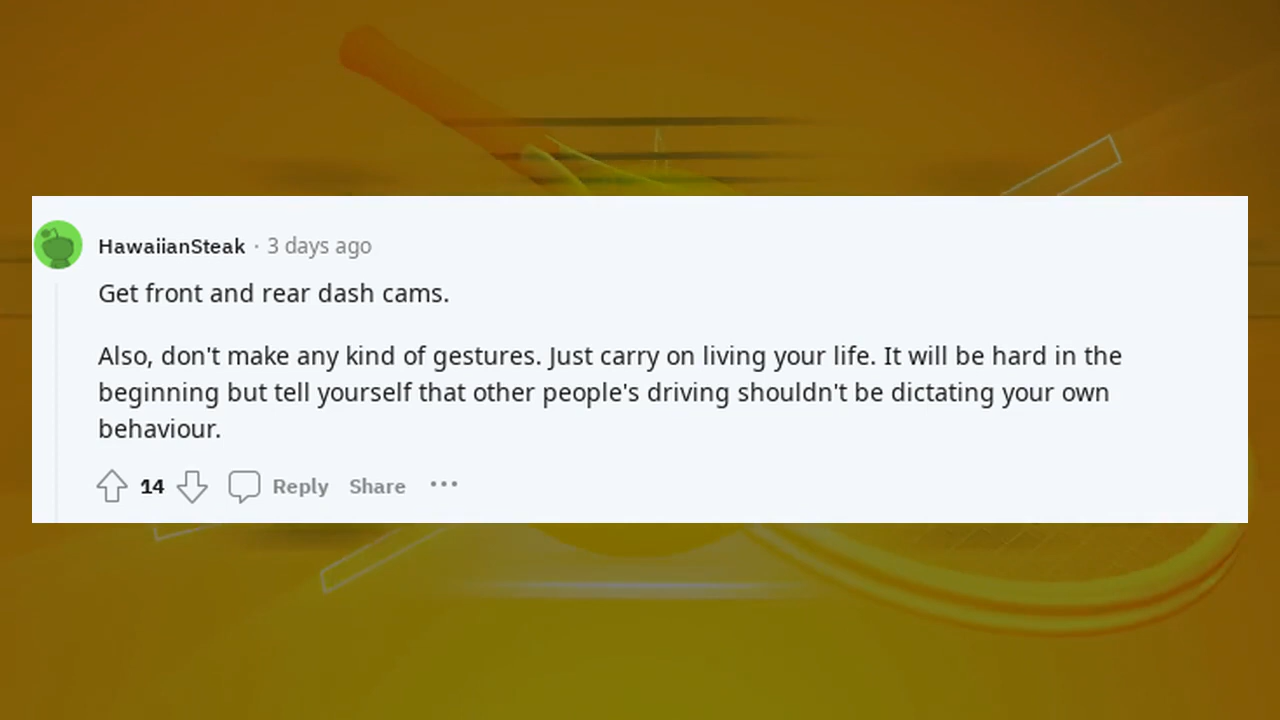 HawaiianSteak · 3 days ago
Get front and rear dash cams.
Also, don't make any kind of gestures. Just carry on living your life. It will be hard in the
beginning but tell yourself that other people's driving shouldn't be dictating your own
behaviour.
14 Reply Share ···